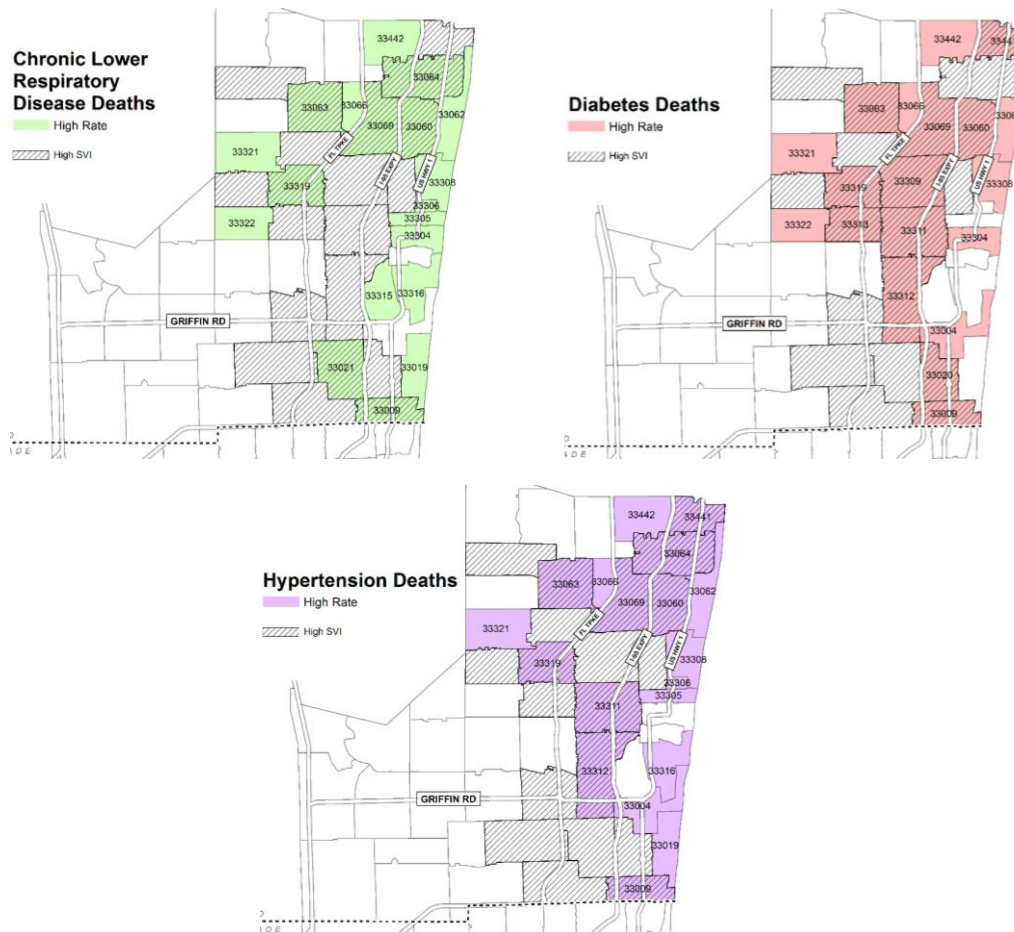 Chronic Lower
Respiratory
Disease Deaths
High Rate
High SVI
33442
33064
33063
33066
33062
33069
33060
FL TPKE
33321
I-95 EXPY
US HWY 1
33319
33308
33306
33305
33322
33304
33315
33316
GRIFFIN RD
33021
33019
33009
ADE
Diabetes Deaths
High Rate
High SVI
33442
3344
33063
33066
3306
33069
33060
FL TPKE
33321
I-95 EXPY
US HWY 1
33319
33309
33308
33322
33313
33311
33304
33312
GRIFFIN RD
33004
33020
33009
ADE
Hypertension Deaths
High Rate
High SVI
33442
33441
33064
33063
33066
33062
33069
33060
FL TPKE
33321
I-95 EXPY
US HWY 1
33319
33308
33306
33305
33311
33312
33316
GRIFFIN RD
33004
33019
33009
ADE